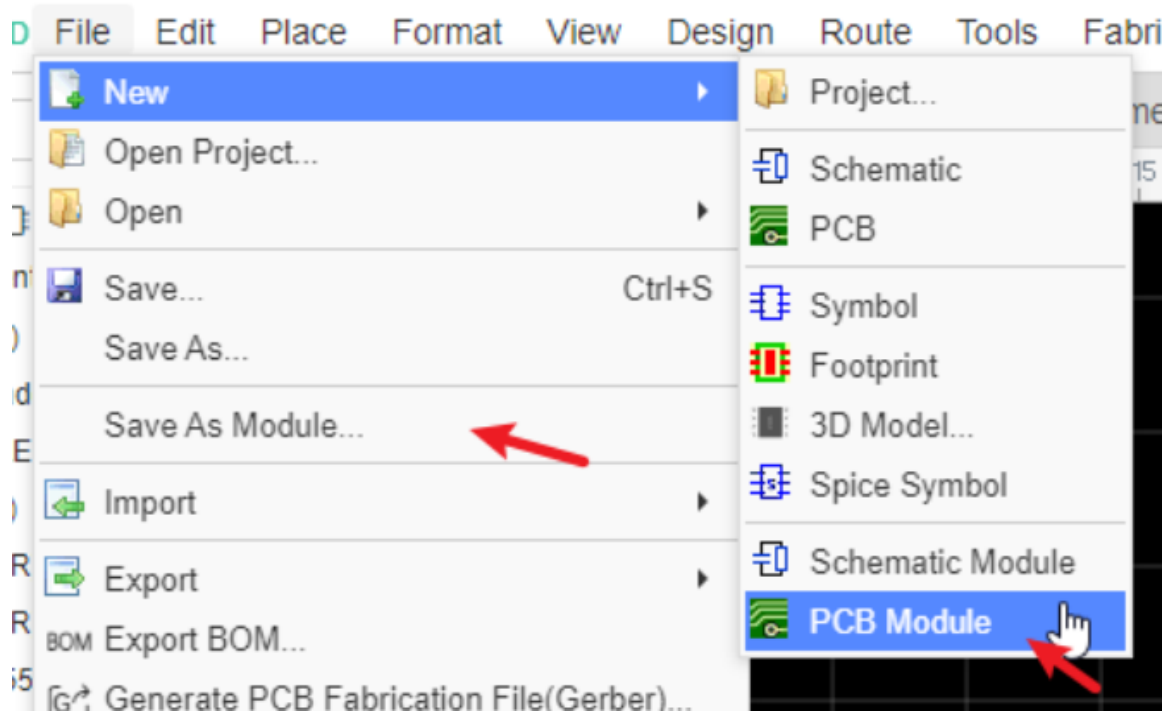 File Edit Place Format View Design Route Tools Fabri
New
Open Project...
Open
Save... Ctrl+S
Save As...
Save As Module...
Import
Export
BOM Export BOM...
G Generate PCB Fabrication File(Gerber)...
Project...
Schematic
PCB
Symbol
Footprint
3D Model...
Spice Symbol
Schematic Module
PCB Module
15